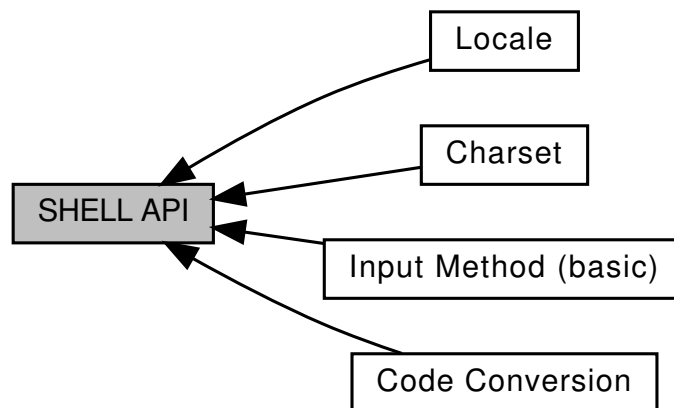 Locale
Charset
SHELL API
Input Method (basic)
Code Conversion